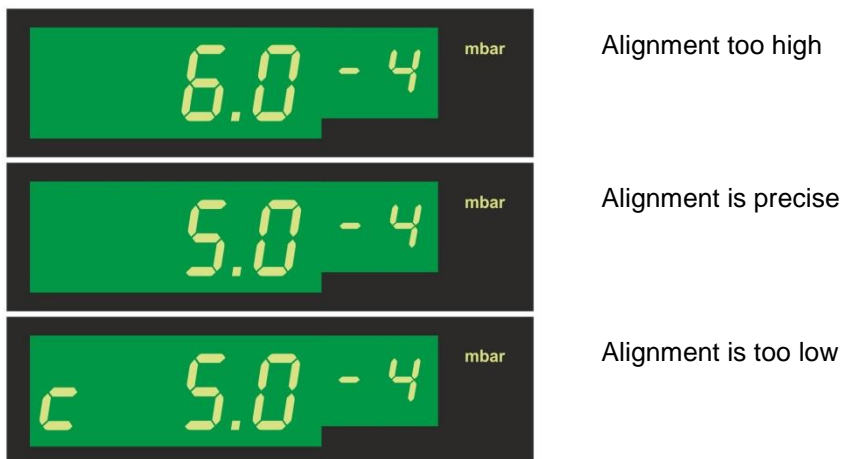 6.0 - 4 mbar Alignment too high
5.0 - 4 mbar Alignment is precise
c 5.0 - 4 mbar Alignment is too low